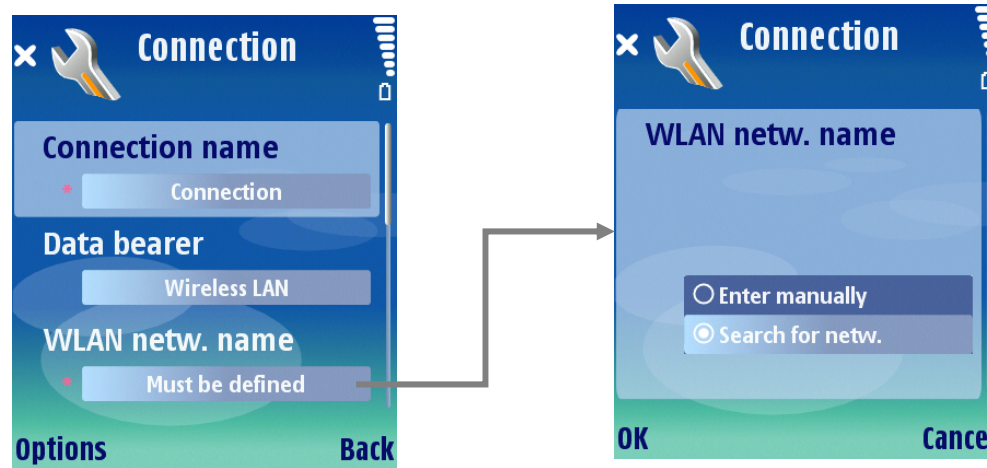 Connection
Connection name
* Connection
Data bearer
Wireless LAN
WLAN netw. name
* Must be defined
Options Back
Connection
WLAN netw. name
Enter manually
Search for netw.
OK Cance